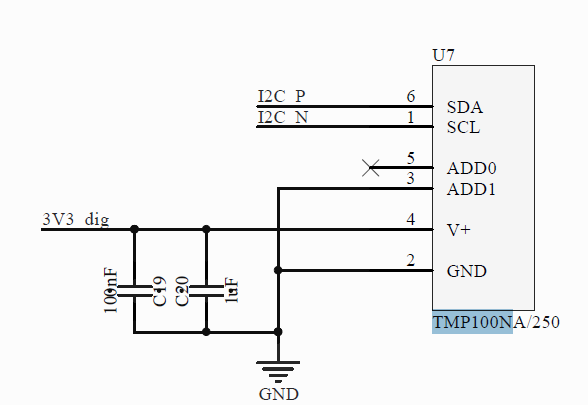 U7
I2C_P 6 SDA
I2C_N 1 SCL
5 ADD0
3 ADD1
3V3_dig 4 V+
2 GND
100nF C19 C20 1uF
TMP100NA/250
GND